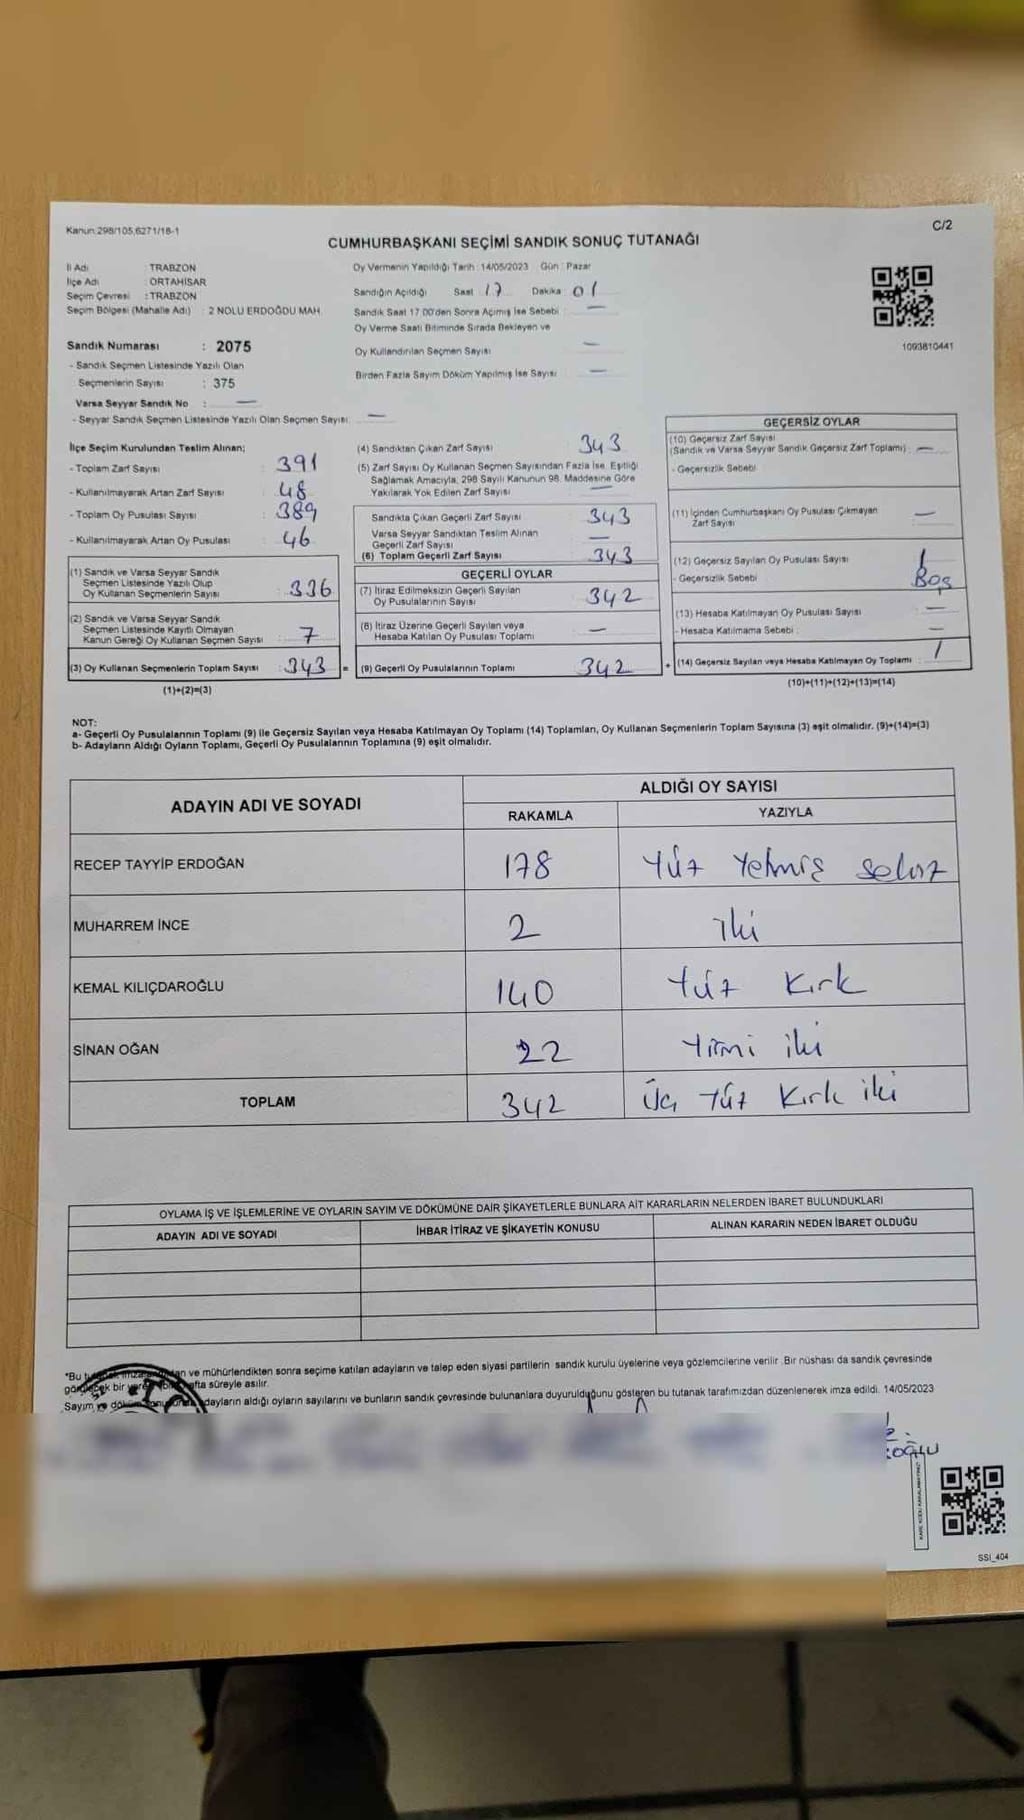 Kanun:298/105,6271/18-1
C/2
CUMHURBAŞKANI SEÇİMİ SANDIK SONUÇ TUTANAĞI
İl Adı : TRABZON
İlçe Adı : ORTAHİSAR
Seçim Çevresi : TRABZON
Seçim Bölgesi (Mahalle Adı) : 2 NOLU ERDOĞDU MAH.
Oy Vermenin Yapıldığı Tarih : 14/05/2023 Gün : Pazar
Sandığın Açıldığı Saat 17 Dakika 01
Sandık Saat 17.00'den Sonra Açımış İse Sebebi : —
Oy Verme Saati Bitiminde Sırada Bekleyen ve
Oy Kullandırılan Seçmen Sayısı —
Birden Fazla Sayım Döküm Yapılmış İse Sayısı : —
1093810441
Sandık Numarası : 2075
- Sandık Seçmen Listesinde Yazılı Olan
Seçmenlerin Sayısı : 375
Varsa Seyyar Sandık No : —
- Seyyar Sandık Seçmen Listesinde Yazılı Olan Seçmen Sayısı: —
İlçe Seçim Kurulundan Teslim Alınan;
- Toplam Zarf Sayısı : 391
- Kullanılmayarak Artan Zarf Sayısı : 48
- Toplam Oy Pusulası Sayısı : 389
- Kullanılmayarak Artan Oy Pusulası : 46
(1) Sandık ve Varsa Seyyar Sandık
Seçmen Listesinde Yazılı Olup
Oy Kullanan Seçmenlerin Sayısı : 336
(2) Sandık ve Varsa Seyyar Sandık
Seçmen Listesinde Kayıtlı Olmayan
Kanun Gereği Oy Kullanan Seçmen Sayısı : 7
(3) Oy Kullanan Seçmenlerin Toplam Sayısı : 343 =
(1)+(2)=(3)
(4) Sandıktan Çıkan Zarf Sayısı 343
(5) Zarf Sayısı Oy Kullanan Seçmen Sayısından Fazla İse, Eşitliği
Sağlamak Amacıyla, 298 Sayılı Kanunun 98. Maddesine Göre
Yakılarak Yok Edilen Zarf Sayısı —
Sandıkta Çıkan Geçerli Zarf Sayısı 343
Varsa Seyyar Sandıktan Teslim Alınan
Geçerli Zarf Sayısı —
(6) Toplam Geçerli Zarf Sayısı 343
GEÇERLİ OYLAR
(7) İtiraz Edilmeksizin Geçerli Sayılan
Oy Pusulalarının Sayısı 342
(8) İtiraz Üzerine Geçerli Sayılan veya
Hesaba Katılan Oy Pusulası Toplamı —
(9) Geçerli Oy Pusulalarının Toplamı 342 +
GEÇERSİZ OYLAR
(10) Geçersiz Zarf Sayısı
(Sandık ve Varsa Seyyar Sandık Geçersiz Zarf Toplamı) : —
- Geçersizlik Sebebi
(11) İçinden Cumhurbaşkanı Oy Pusulası Çıkmayan
Zarf Sayısı —
(12) Geçersiz Sayılan Oy Pusulası Sayısı 1
- Geçersizlik Sebebi Boş
(13) Hesaba Katılmayan Oy Pusulası Sayısı —
- Hesaba Katılmama Sebebi : —
(14) Geçersiz Sayılan veya Hesaba Katılmayan Oy Toplamı : 1
(10)+(11)+(12)+(13)=(14)
NOT:
a- Geçerli Oy Pusulalarının Toplamı (9) ile Geçersiz Sayılan veya Hesaba Katılmayan Oy Toplamı (14) Toplamları, Oy Kullanan Seçmenlerin Toplam Sayısına (3) eşit olmalıdır. (9)+(14)=(3)
b- Adayların Aldığı Oyların Toplamı, Geçerli Oy Pusulalarının Toplamına (9) eşit olmalıdır.
ADAYIN ADI VE SOYADI
ALDIĞI OY SAYISI
RAKAMLA YAZIYLA
RECEP TAYYİP ERDOĞAN 178 Yüz Yetmiş Sekiz
MUHARREM İNCE 2 iki
KEMAL KILIÇDAROĞLU 140 Yüz Kırk
SİNAN OĞAN 22 Yirmi iki
TOPLAM 342 Üç Yüz Kırk iki
OYLAMA İŞ VE İŞLEMLERİNE VE OYLARIN SAYIM VE DÖKÜMÜNE DAİR ŞİKAYETLERLE BUNLARA AİT KARARLARIN NELERDEN İBARET BULUNDUKLARI
ADAYIN ADI VE SOYADI İHBAR İTİRAZ VE ŞİKAYETİN KONUSU ALINAN KARARIN NEDEN İBARET OLDUĞU
"Bu ve mühürlendikten sonra seçime katılan adayların ve talep eden siyasi partilerin sandık kurulu üyelerine veya gözlemcilerine verilir. Bir nüshası da sandık çevresinde
bir süreyle asılır.
Sayım adayların aldığı oyların sayılarını ve bunların sandık çevresinde bulunanlara duyurulduğunu gösteren bu tutanak tarafımızdan düzenlenerek imza edildi. 14/05/2023
SSI_404